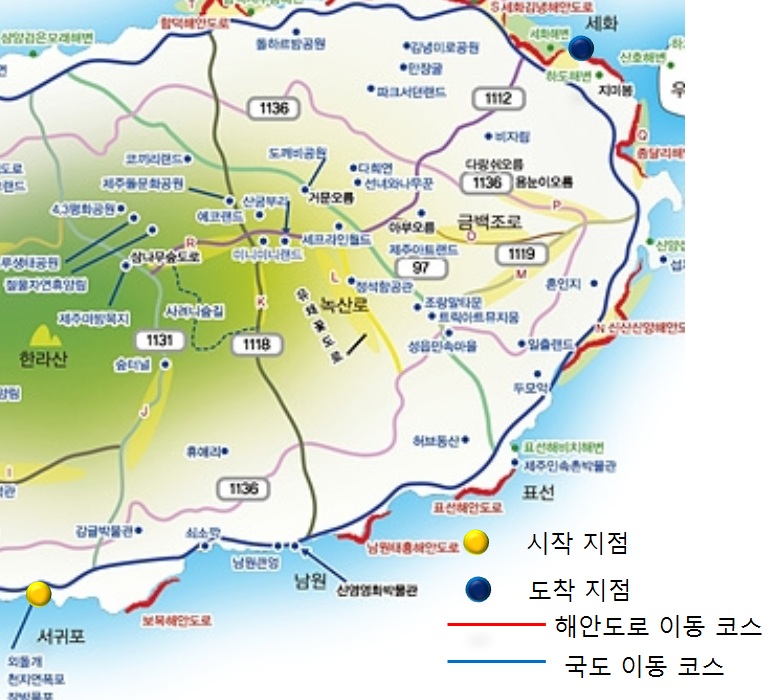 T
함덕해안도로
S 세화김녕해안도로
세화
삼양검은모래해변
돌하르방공원
김녕미로공원
만장굴
파크서던랜드
세화해변
하도해변
신흥해변
지미봉
우
1136
1112
비자림
Q
종달리해
코끼리랜드
도깨비공원
다희연
선녀와나무꾼
다랑쉬오름
1136
용눈이오름
제주돌문화공원
산굼부리
거문오름
P
4.3평화공원
에코랜드
아부오름
금백조로
R
미니미니랜드
세프라인월드
제주아트랜드
O
1119
삼나무숲도로
97
M
루생태공원
절물자연휴양림
L
정석항공관
혼인지
제주마방목지
사려니숲길
K
녹산로
유채꽃도로
조랑말타운
트릭아트뮤지움
N 신산신양해안도
한라산
1131
1118
성읍민속마을
일출랜드
숲터널
두모악
J
휴애리
허브동산
표선해비치해변
제주민속촌박물관
1136
표선
표선해안도로
I
감귤박물관
쇠소깍
남원큰엉
남원
남원태흥해안도로
신영영화박물관
보목해안도로
서귀포
외돌개
천지연폭포
정방폭포
시작 지점
도착 지점
해안도로 이동 코스
국도 이동 코스